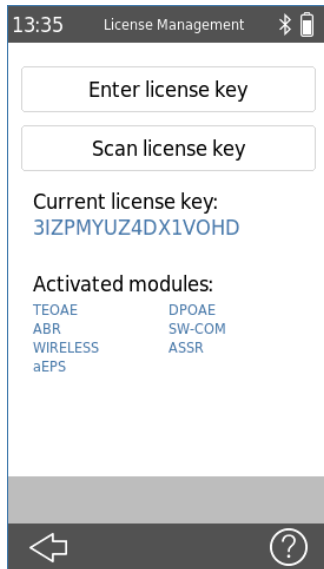 13:35 License Management
Enter license key
Scan license key
Current license key:
3IZPMYUZ4DX1VOHD
Activated modules:
TEOAE DPOAE
ABR SW-COM
WIRELESS ASSR
aEPS
?